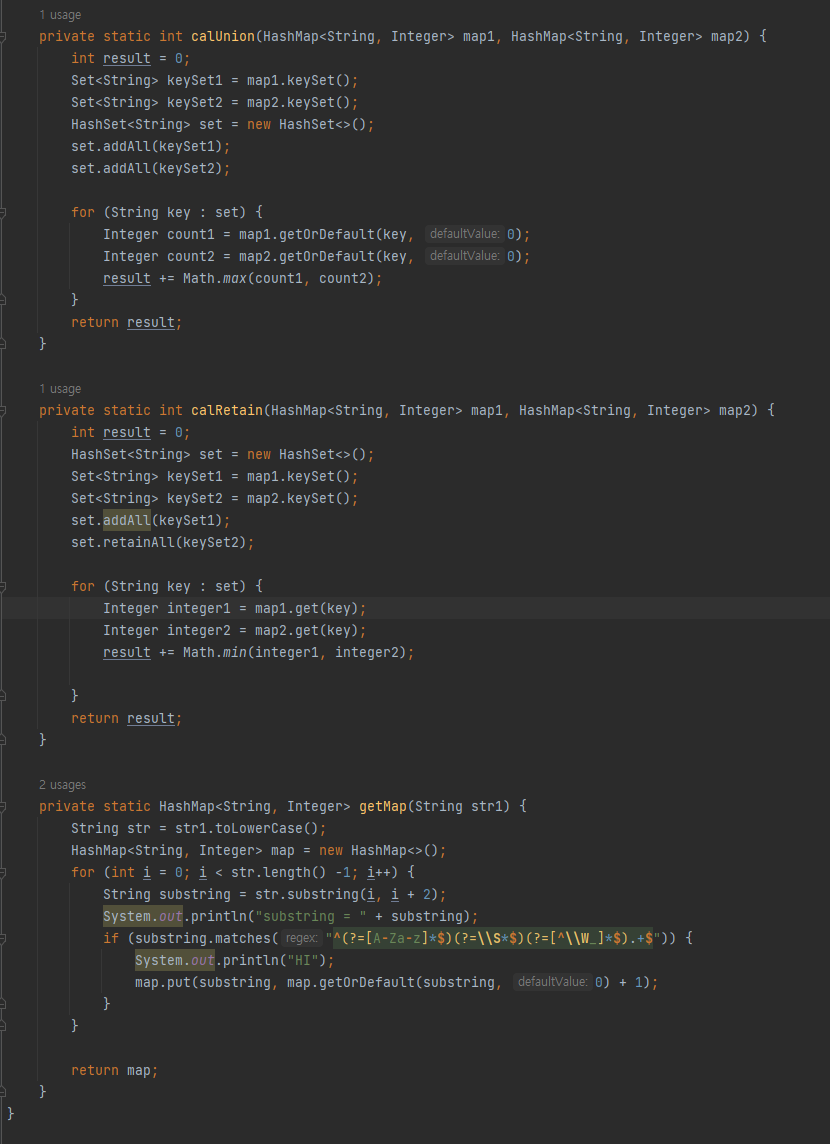 1 usage
private static int calUnion(HashMap<String, Integer> map1, HashMap<String, Integer> map2) {
int result = 0;
Set<String> keySet1 = map1.keySet();
Set<String> keySet2 = map2.keySet();
HashSet<String> set = new HashSet<>();
set.addAll(keySet1);
set.addAll(keySet2);
for (String key : set) {
Integer count1 = map1.getOrDefault(key, defaultValue: 0);
Integer count2 = map2.getOrDefault(key, defaultValue: 0);
result += Math.max(count1, count2);
}
return result;
}
1 usage
private static int calRetain(HashMap<String, Integer> map1, HashMap<String, Integer> map2) {
int result = 0;
HashSet<String> set = new HashSet<>();
Set<String> keySet1 = map1.keySet();
Set<String> keySet2 = map2.keySet();
set.addAll(keySet1);
set.retainAll(keySet2);
for (String key : set) {
Integer integer1 = map1.get(key);
Integer integer2 = map2.get(key);
result += Math.min(integer1, integer2);
}
return result;
}
2 usages
private static HashMap<String, Integer> getMap(String str1) {
String str = str1.toLowerCase();
HashMap<String, Integer> map = new HashMap<>();
for (int i = 0; i < str.length() -1; i++) {
String substring = str.substring(i, i + 2);
System.out.println("substring = " + substring);
if (substring.matches( regex: "^(?=[A-Za-z]*$)(?=\\S*$)(?=[^\\W_]*$).+$")) {
System.out.println("HI");
map.put(substring, map.getOrDefault(substring, defaultValue: 0) + 1);
}
}
return map;
}
}